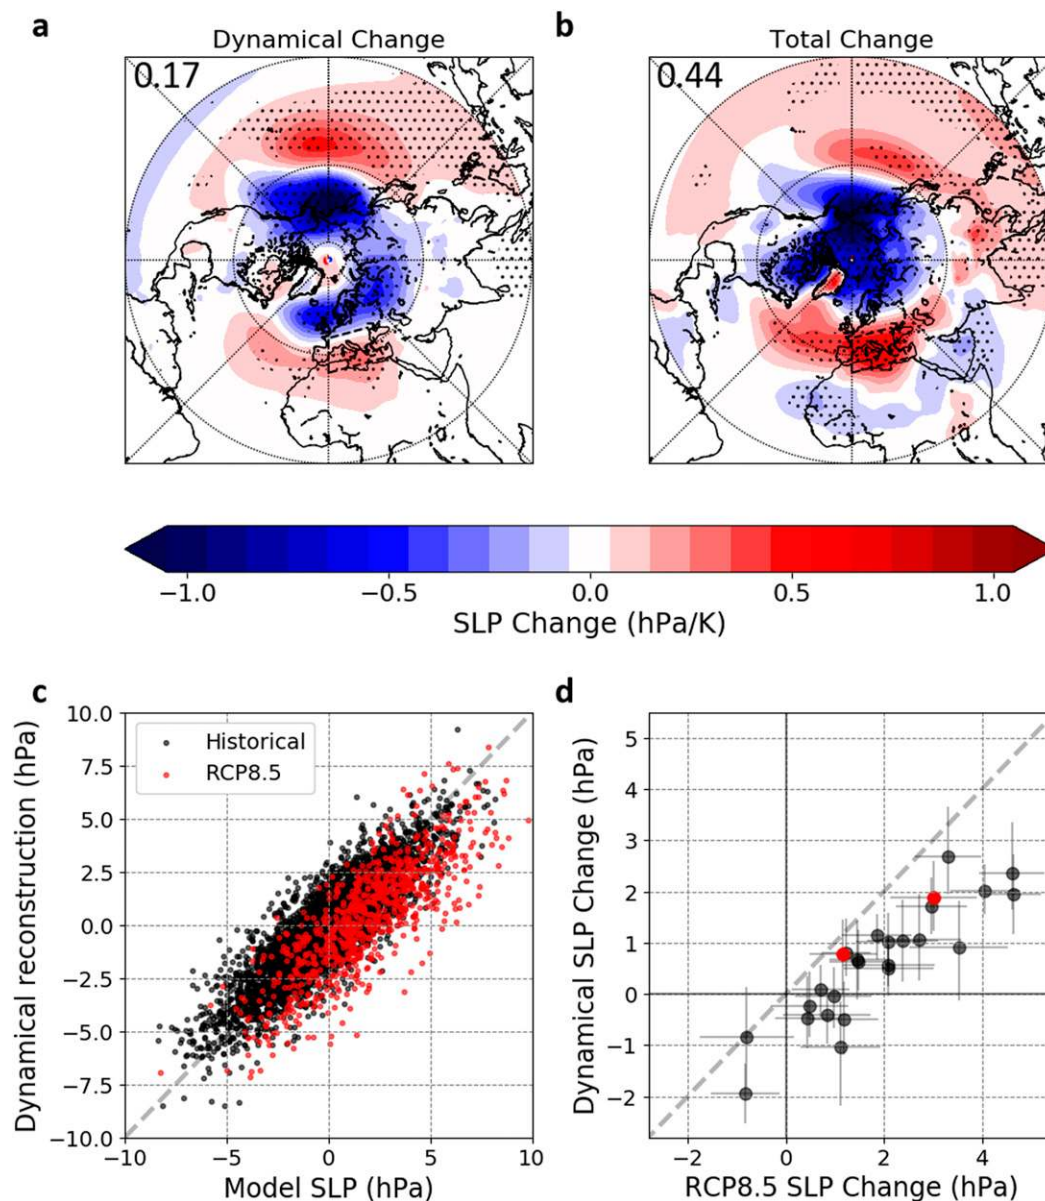 a
Dynamical Change
0.17
b
Total Change
0.44
−1.0 −0.5 0.0 0.5 1.0
SLP Change (hPa/K)
c
Dynamical reconstruction (hPa)
10.0
7.5
5.0
2.5
0.0
−2.5
−5.0
−7.5
−10.0
Historical
RCP8.5
−10 −5 0 5 10
Model SLP (hPa)
d
Dynamical SLP Change (hPa)
5
4
3
2
1
0
−1
−2
−2 0 2 4
RCP8.5 SLP Change (hPa)